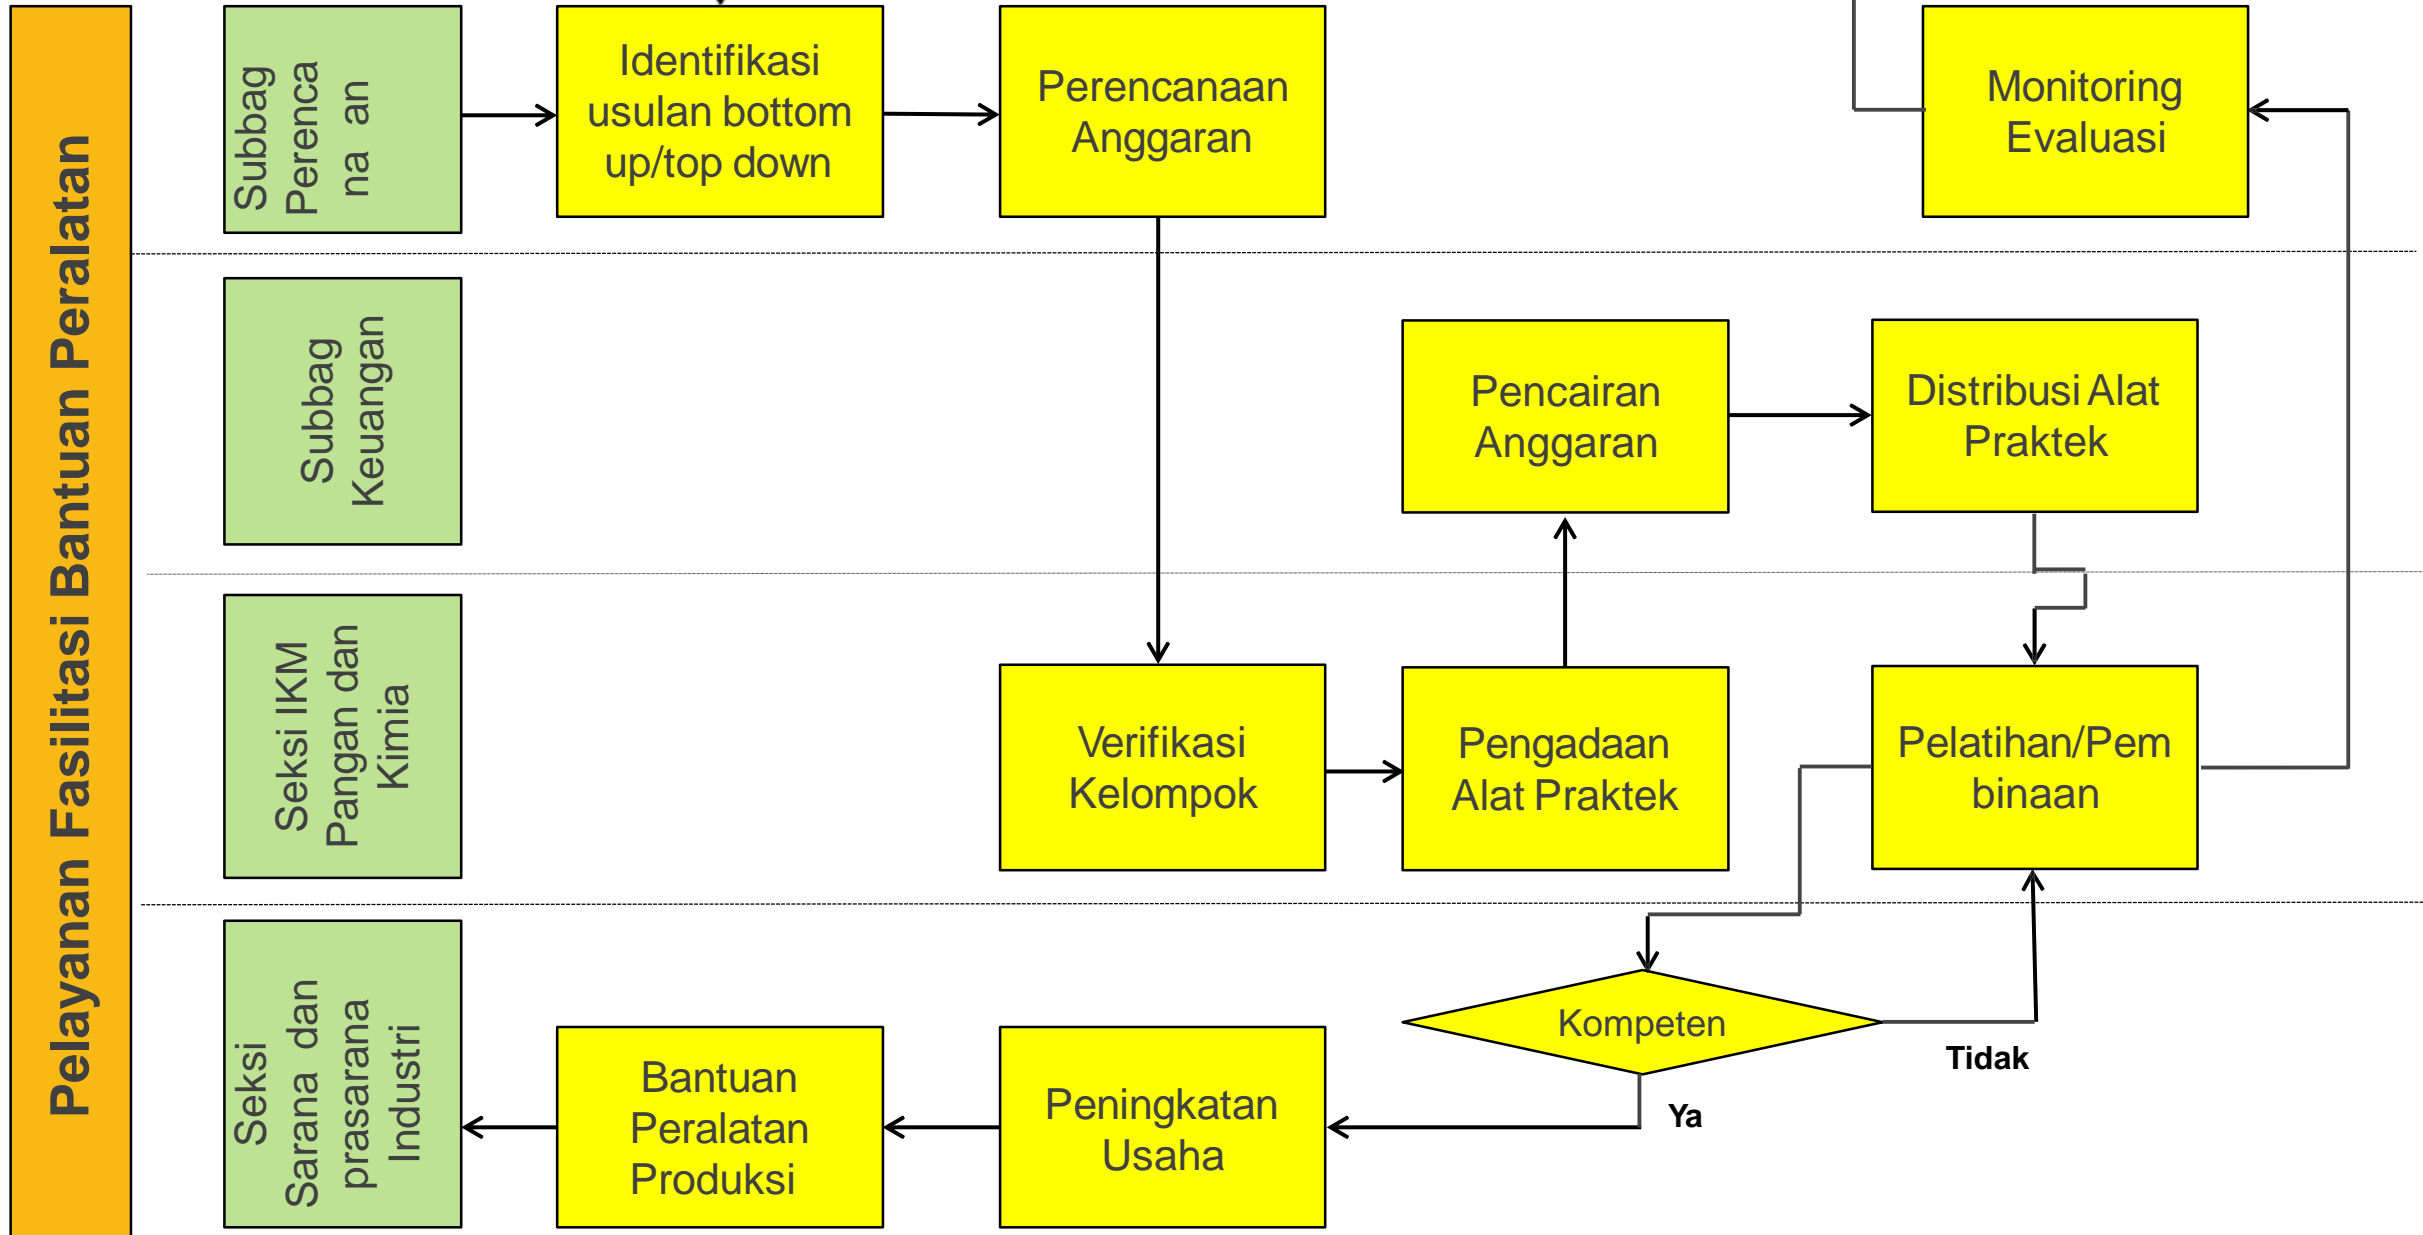 Pelayanan Fasilitasi Bantuan Peralatan
Subbag
Perenca
na an
Identifikasi
usulan bottom
up/top down
Perencanaan
Anggaran
Monitoring
Evaluasi
Subbag
Keuangan
Pencairan
Anggaran
Distribusi Alat
Praktek
Seksi IKM
Pangan dan
Kimia
Verifikasi
Kelompok
Pengadaan
Alat Praktek
Pelatihan/Pem
binaan
Seksi
Sarana dan
prasarana
Industri
Bantuan
Peralatan
Produksi
Peningkatan
Usaha
Kompeten
Tidak
Ya